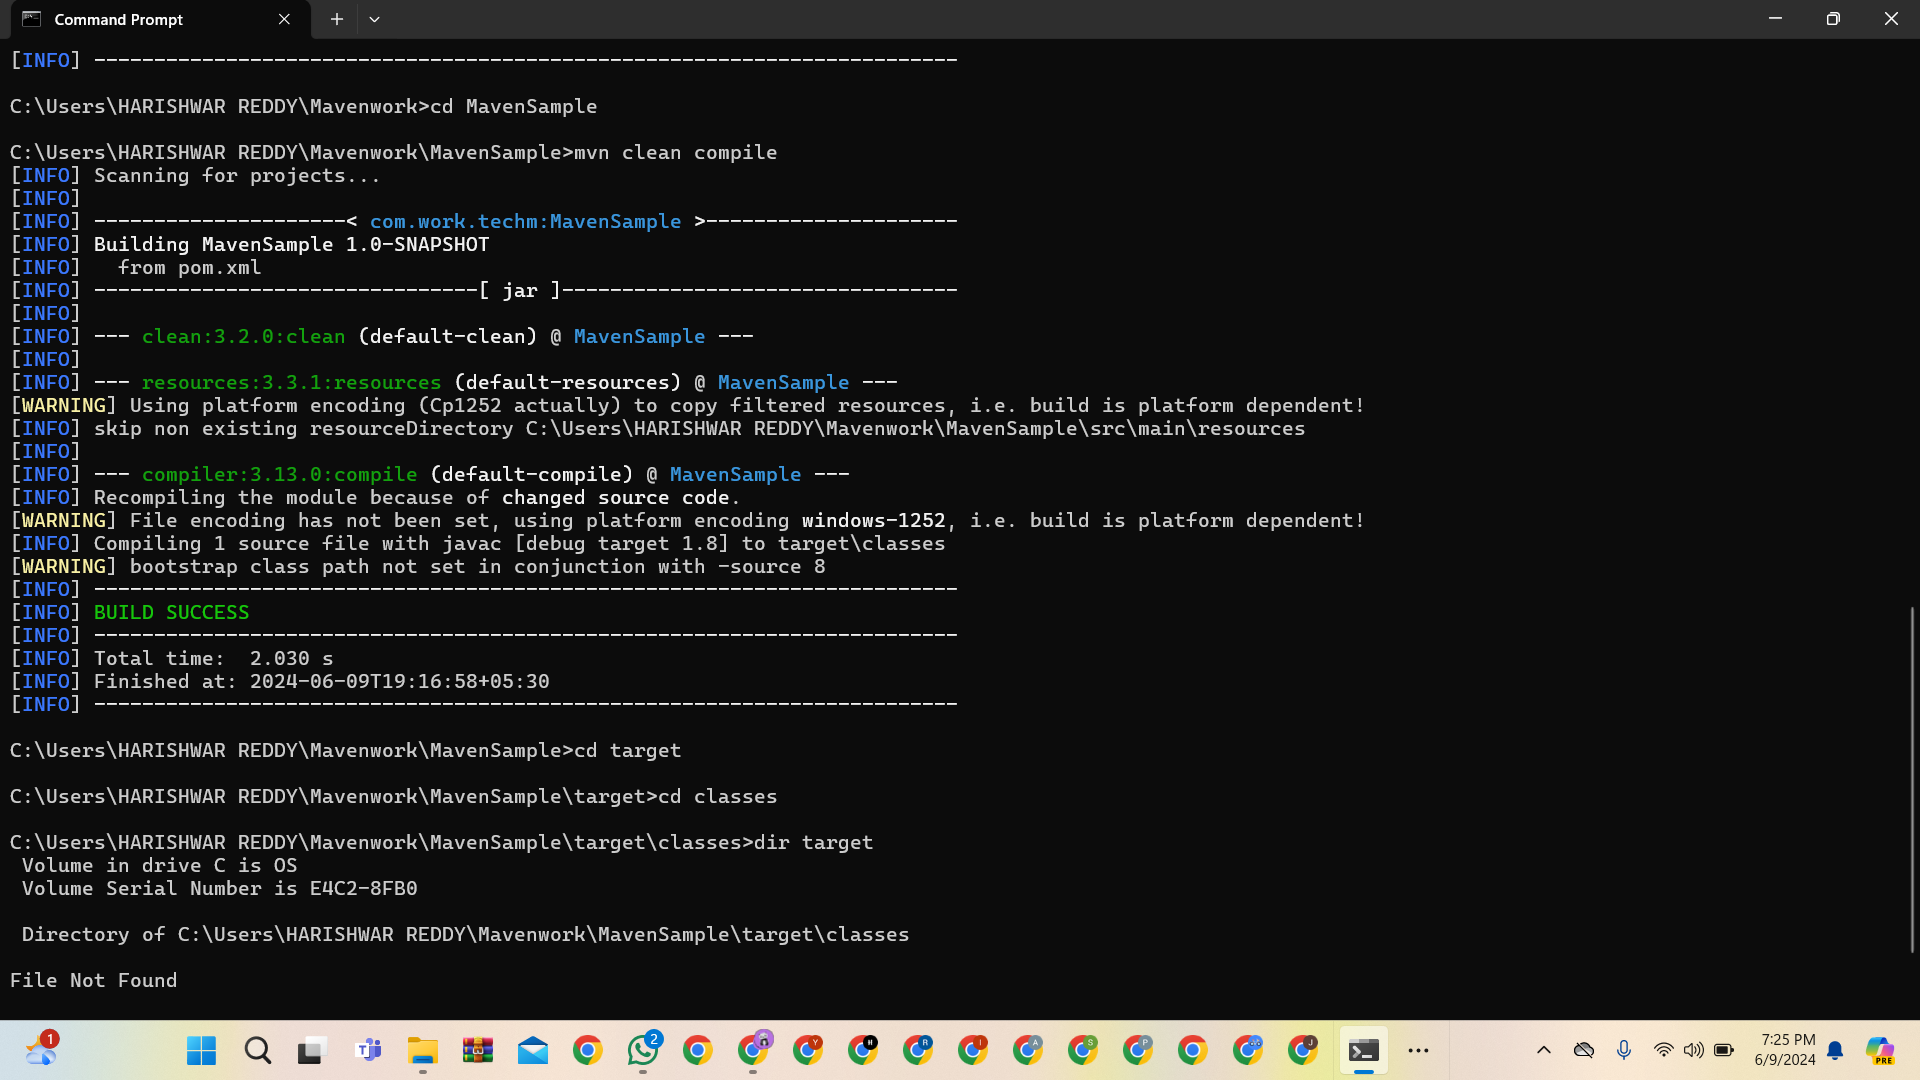 Command Prompt
[INFO] ------------------------------------------------------------------------
C:\Users\HARISHWAR REDDY\Mavenwork>cd MavenSample
C:\Users\HARISHWAR REDDY\Mavenwork\MavenSample>mvn clean compile
[INFO] Scanning for projects...
[INFO]
[INFO] ---------------------< com.work.techm:MavenSample >---------------------
[INFO] Building MavenSample 1.0-SNAPSHOT
[INFO]   from pom.xml
[INFO] --------------------------------[ jar ]---------------------------------
[INFO]
[INFO] --- clean:3.2.0:clean (default-clean) @ MavenSample ---
[INFO]
[INFO] --- resources:3.3.1:resources (default-resources) @ MavenSample ---
[WARNING] Using platform encoding (Cp1252 actually) to copy filtered resources, i.e. build is platform dependent!
[INFO] skip non existing resourceDirectory C:\Users\HARISHWAR REDDY\Mavenwork\MavenSample\src\main\resources
[INFO]
[INFO] --- compiler:3.13.0:compile (default-compile) @ MavenSample ---
[INFO] Recompiling the module because of changed source code.
[WARNING] File encoding has not been set, using platform encoding windows-1252, i.e. build is platform dependent!
[INFO] Compiling 1 source file with javac [debug target 1.8] to target\classes
[WARNING] bootstrap class path not set in conjunction with -source 8
[INFO] ------------------------------------------------------------------------
[INFO] BUILD SUCCESS
[INFO] ------------------------------------------------------------------------
[INFO] Total time:  2.030 s
[INFO] Finished at: 2024-06-09T19:16:58+05:30
[INFO] ------------------------------------------------------------------------
C:\Users\HARISHWAR REDDY\Mavenwork\MavenSample>cd target
C:\Users\HARISHWAR REDDY\Mavenwork\MavenSample\target>cd classes
C:\Users\HARISHWAR REDDY\Mavenwork\MavenSample\target\classes>dir target
 Volume in drive C is OS
 Volume Serial Number is E4C2-8FB0
 Directory of C:\Users\HARISHWAR REDDY\Mavenwork\MavenSample\target\classes
File Not Found
1
2
7:25 PM
6/9/2024
PRE